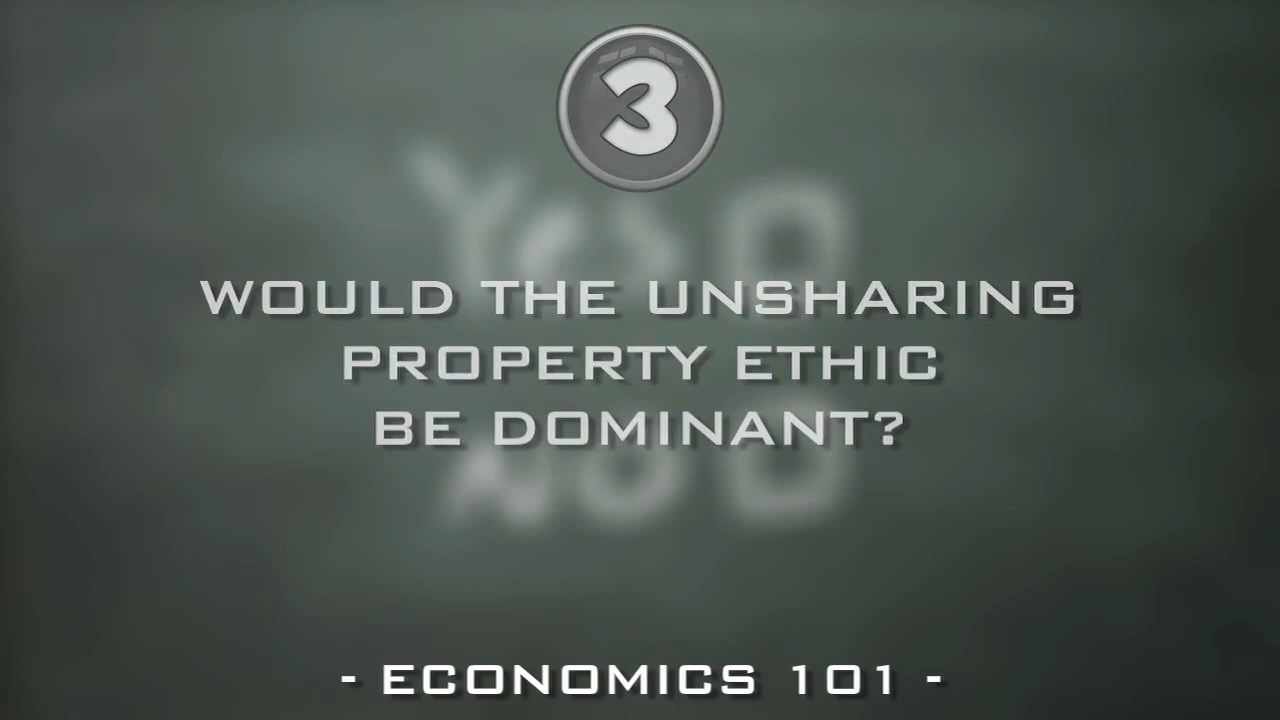 3
WOULD THE UNSHARING
PROPERTY ETHIC
BE DOMINANT?
- ECONOMICS 101 -